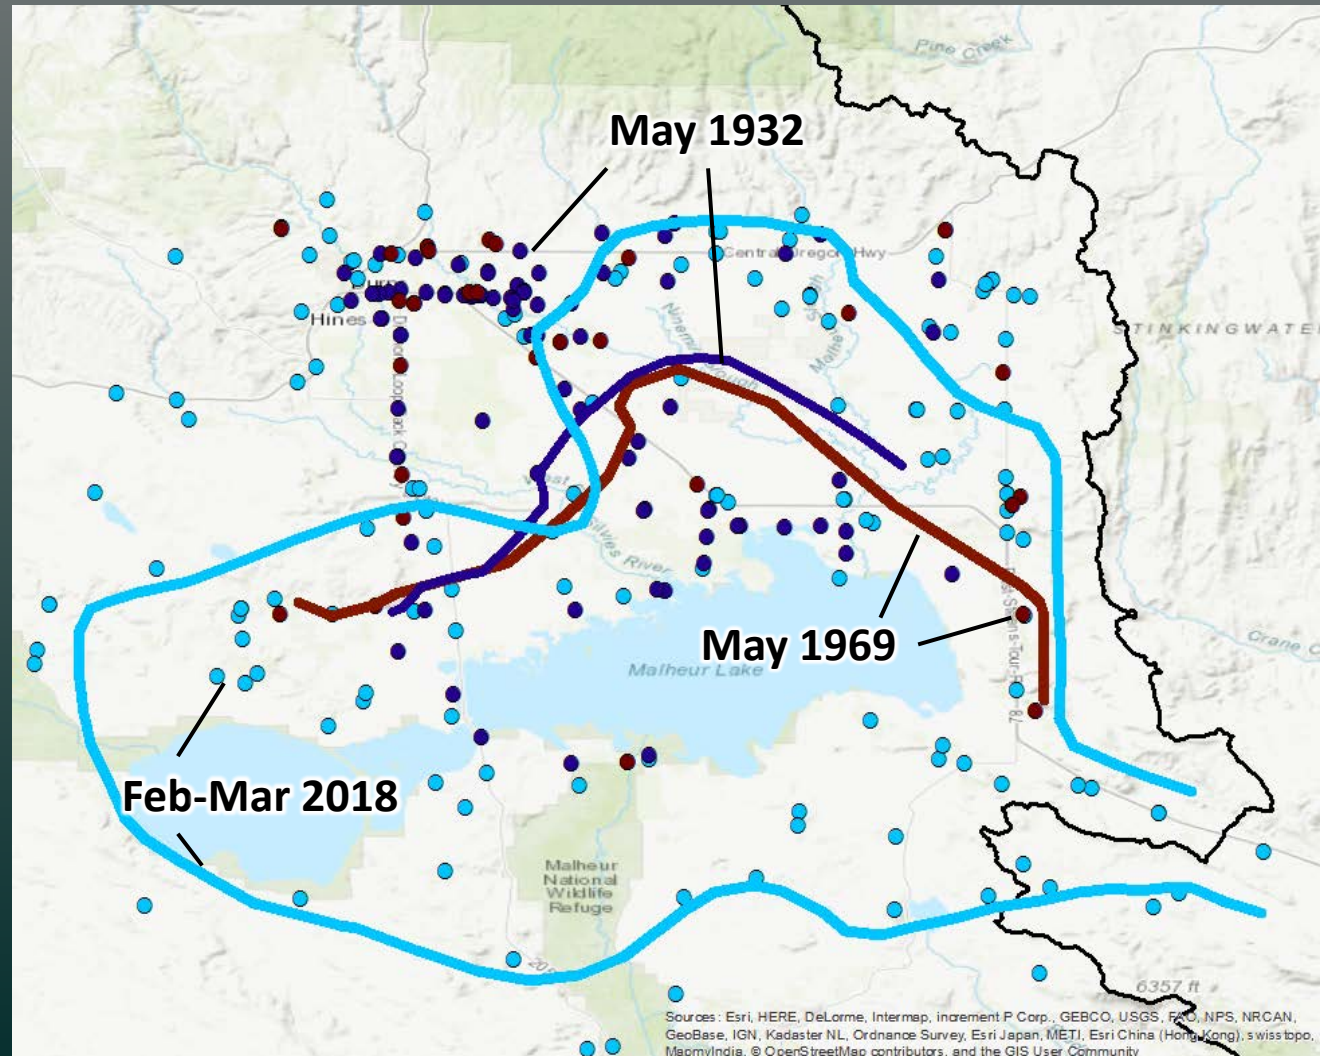 Pine Creek
May 1932
Central Oregon Hwy
Hines
STINKINGWATER
Slough
River
May 1969
Malheur Lake
Crane C
Feb-Mar 2018
Malheur
National
Wildlife
Refuge
6357 ft
Sources: Esri, HERE, DeLorme, Intermap, increment P Corp., GEBCO, USGS, FAO, NPS, NRCAN,
GeoBase, IGN, Kadaster NL, Ordnance Survey, Esri Japan, METI, Esri China (Hong Kong), swisstopo,
MapmyIndia, © OpenStreetMap contributors, and the GIS User Community